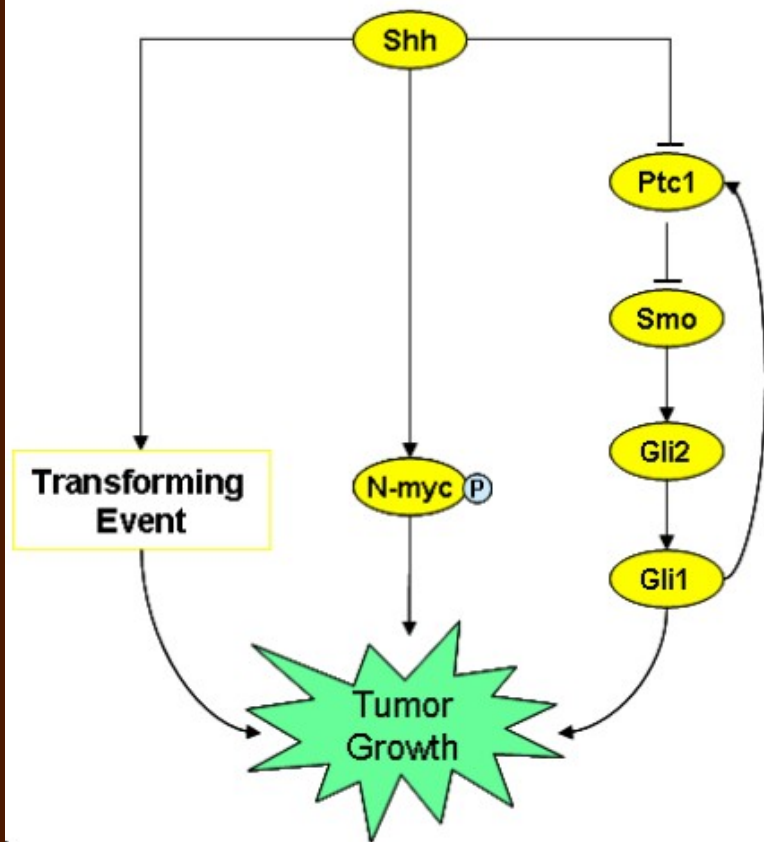 Shh
Ptc1
Smo
Gli2
Transforming
Event
N-myc
P
Gli1
Tumor
Growth